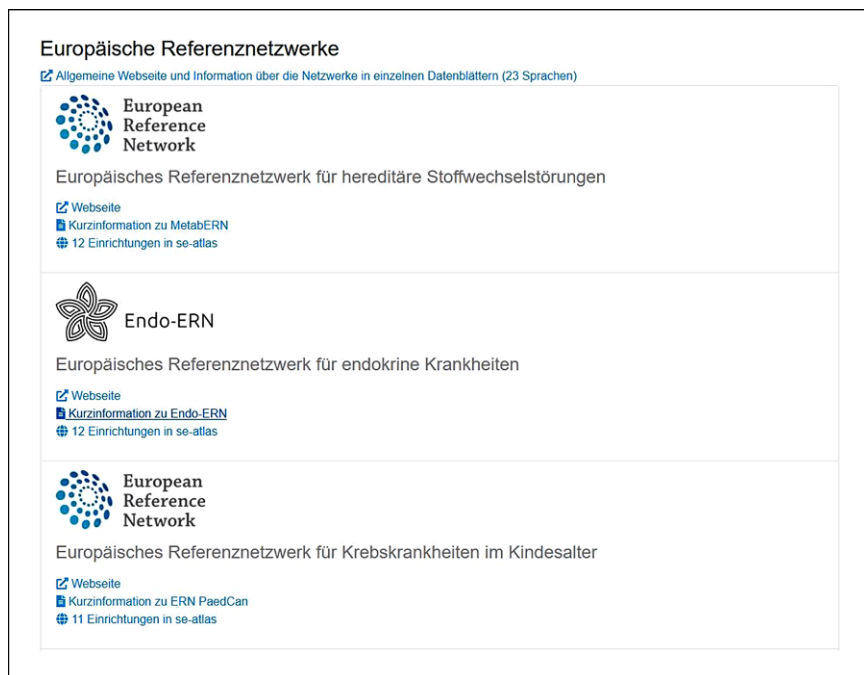 Europäische Referenznetzwerke
Allgemeine Webseite und Information über die Netzwerke in einzelnen Datenblättern (23 Sprachen)
European
Reference
Network
Europäisches Referenznetzwerk für hereditäre Stoffwechselstörungen
Webseite
Kurzinformation zu MetabERN
12 Einrichtungen in se-atlas
Endo-ERN
Europäisches Referenznetzwerk für endokrine Krankheiten
Webseite
Kurzinformation zu Endo-ERN
12 Einrichtungen in se-atlas
European
Reference
Network
Europäisches Referenznetzwerk für Krebskrankheiten im Kindesalter
Webseite
Kurzinformation zu ERN PaedCan
11 Einrichtungen in se-atlas